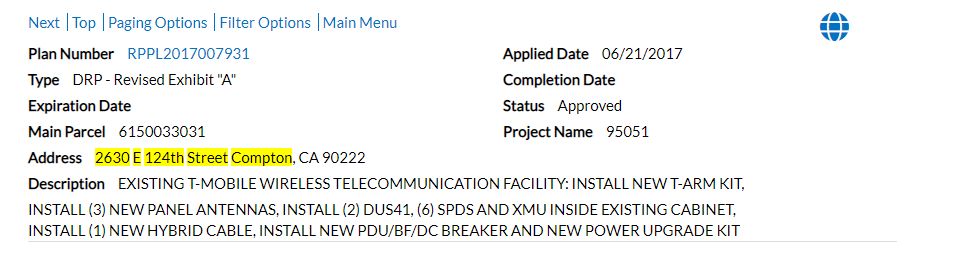 Next | Top | Paging Options | Filter Options | Main Menu
Plan Number RPPL2017007931 Applied Date 06/21/2017
Type DRP - Revised Exhibit "A" Completion Date
Expiration Date Status Approved
Main Parcel 6150033031 Project Name 95051
Address 2630 E 124th Street Compton, CA 90222
Description EXISTING T-MOBILE WIRELESS TELECOMMUNICATION FACILITY: INSTALL NEW T-ARM KIT,
INSTALL (3) NEW PANEL ANTENNAS, INSTALL (2) DUS41, (6) SPDS AND XMU INSIDE EXISTING CABINET,
INSTALL (1) NEW HYBRID CABLE, INSTALL NEW PDU/BF/DC BREAKER AND NEW POWER UPGRADE KIT